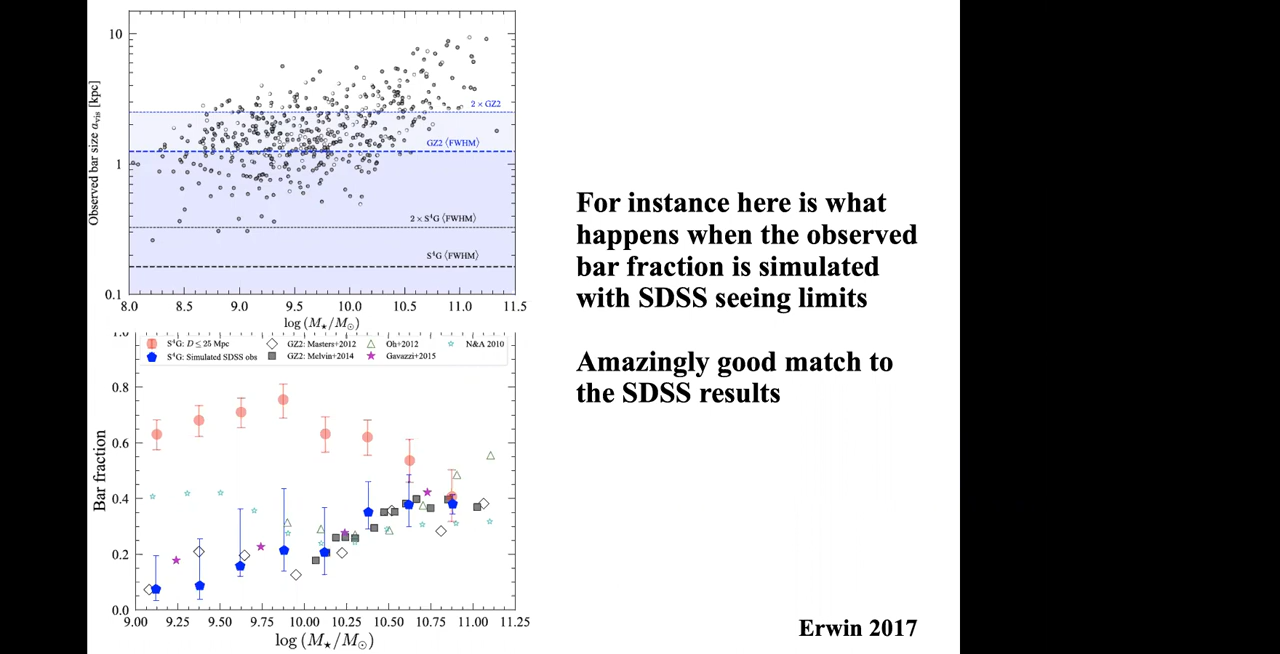 10
2 × GZ2
GZ2 ⟨FWHM⟩
1
2 × S⁴G ⟨FWHM⟩
S⁴G ⟨FWHM⟩
0.1
Observed bar size a_vis [kpc]
8.0 8.5 9.0 9.5 10.0 10.5 11.0 11.5
log (M⋆/M⊙)
S⁴G: D ≤ 25 Mpc GZ2: Masters+2012 Oh+2012 N&A 2010
S⁴G: Simulated SDSS obs GZ2: Melvin+2014 Gavazzi+2015
0.8
0.6
0.4
0.2
0.0
Bar fraction
9.00 9.25 9.50 9.75 10.00 10.25 10.50 10.75 11.00 11.25
log (M⋆/M⊙)
For instance here is what
happens when the observed
bar fraction is simulated
with SDSS seeing limits
Amazingly good match to
the SDSS results
Erwin 2017